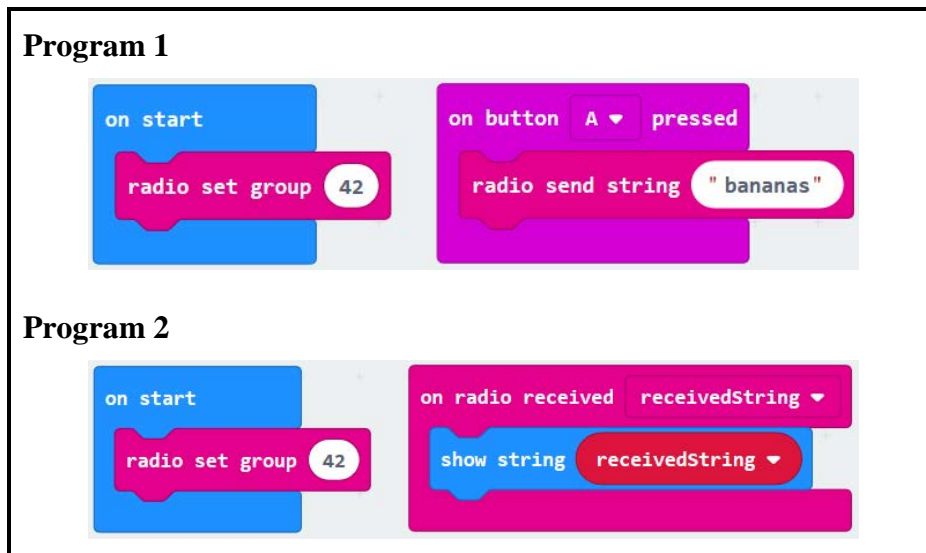 Program 1
on start
on button A pressed
radio set group 42
radio send string "bananas"
Program 2
on start
on radio received receivedString
radio set group 42
show string receivedString